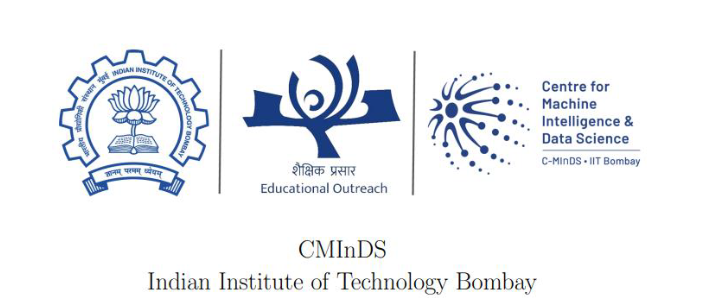 भारतीय प्रौद्योगिकी संस्थान मुंबई INDIAN INSTITUTE OF TECHNOLOGY BOMBAY
ज्ञानम् परमम् ध्येयम्
शैक्षिक प्रसार
Educational Outreach
Centre for
Machine
Intelligence &
Data Science
C-MInDS • IIT Bombay
CMInDS
Indian Institute of Technology Bombay